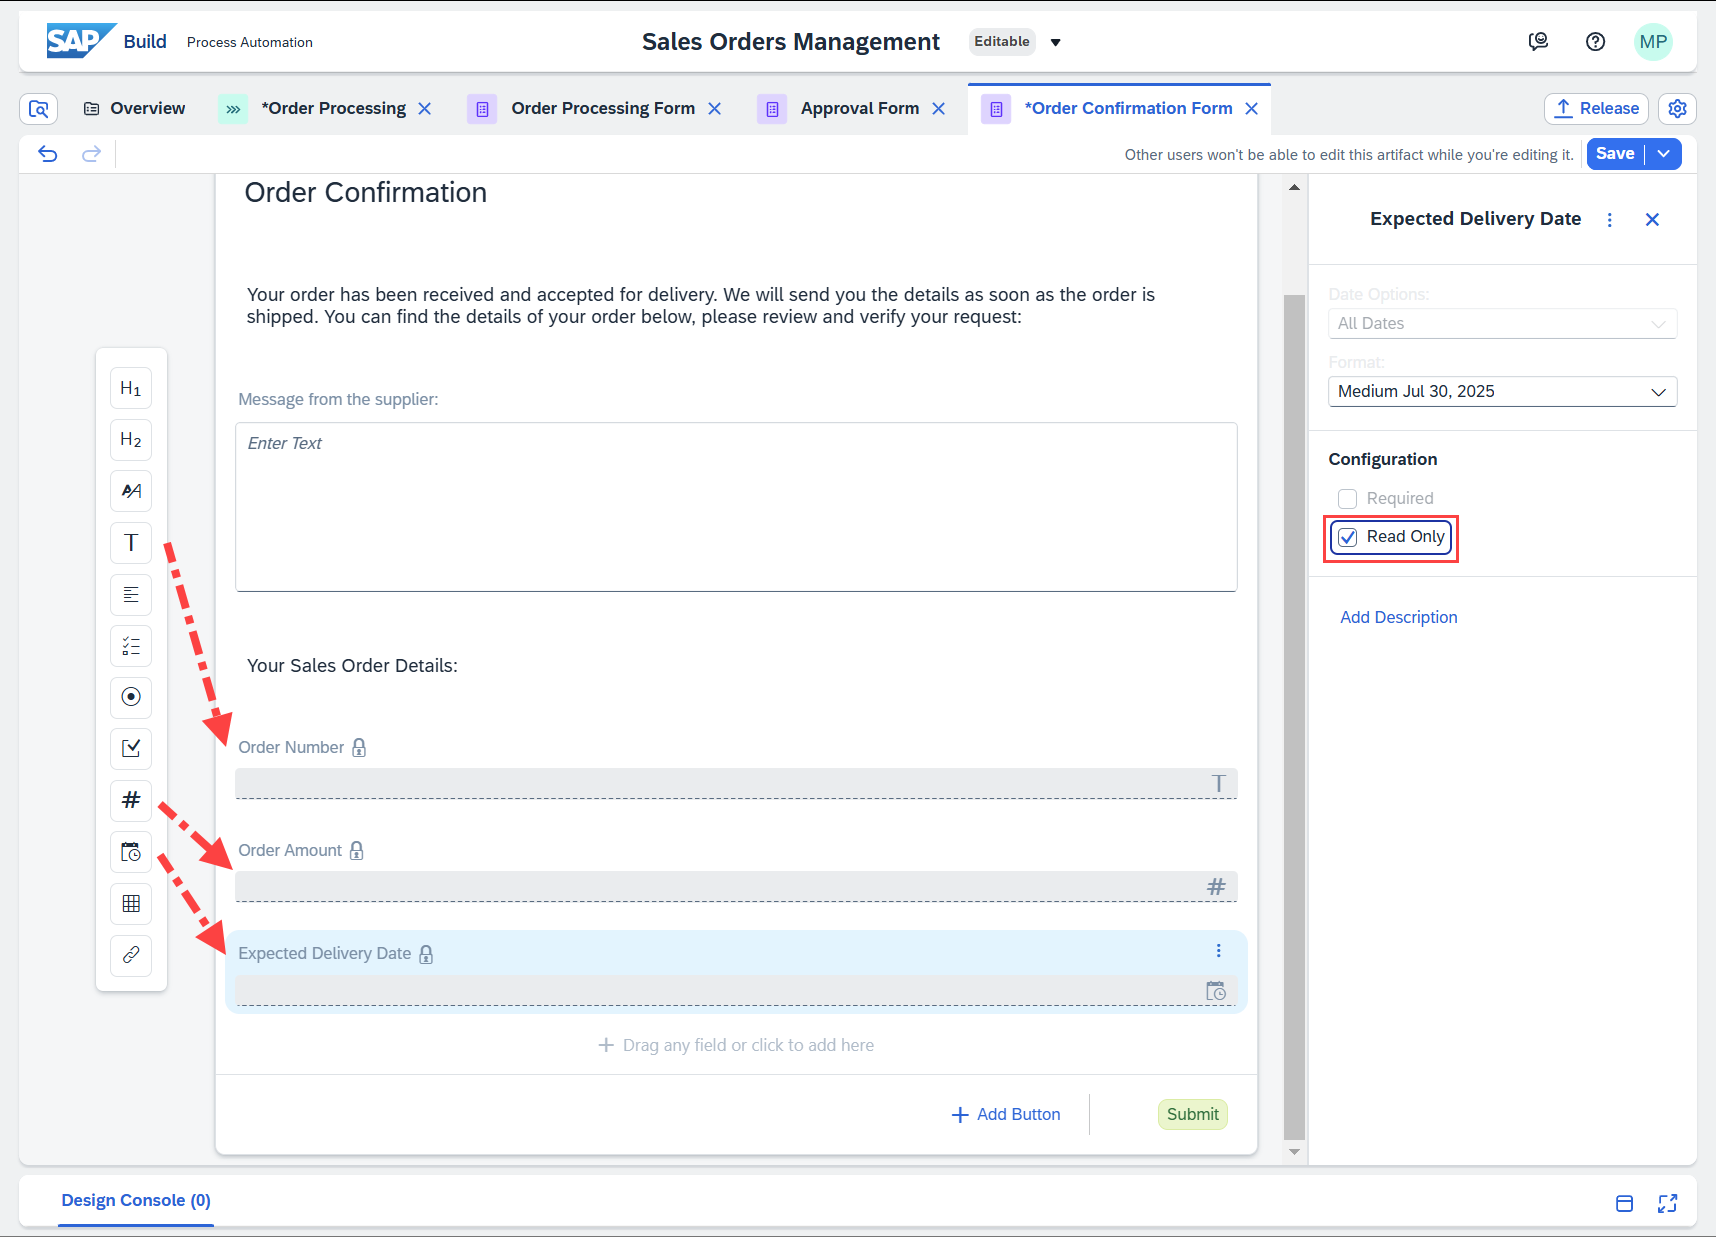 SAP Build Process Automation
Sales Orders Management Editable
MP
Overview
*Order Processing
Order Processing Form
Approval Form
*Order Confirmation Form
Release
Other users won't be able to edit this artifact while you're editing it.
Save
Order Confirmation
Your order has been received and accepted for delivery. We will send you the details as soon as the order is
shipped. You can find the details of your order below, please review and verify your request:
Message from the supplier:
Enter Text
Your Sales Order Details:
Order Number
T
Order Amount
#
Expected Delivery Date
Drag any field or click to add here
Add Button
Submit
H1
H2
AA
T
#
Expected Delivery Date
Date Options:
All Dates
Format:
Medium Jul 30, 2025
Configuration
Required
Read Only
Add Description
Design Console (0)